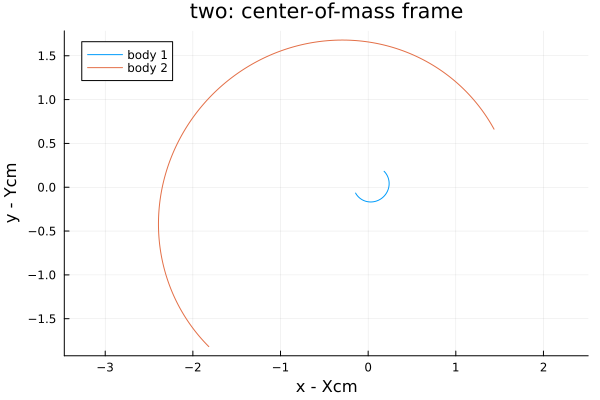 two: center-of-mass frame
body 1
body 2
y - Ycm
1.5
1.0
0.5
0.0
−0.5
−1.0
−1.5
−3
−2
−1
0
1
2
x - Xcm